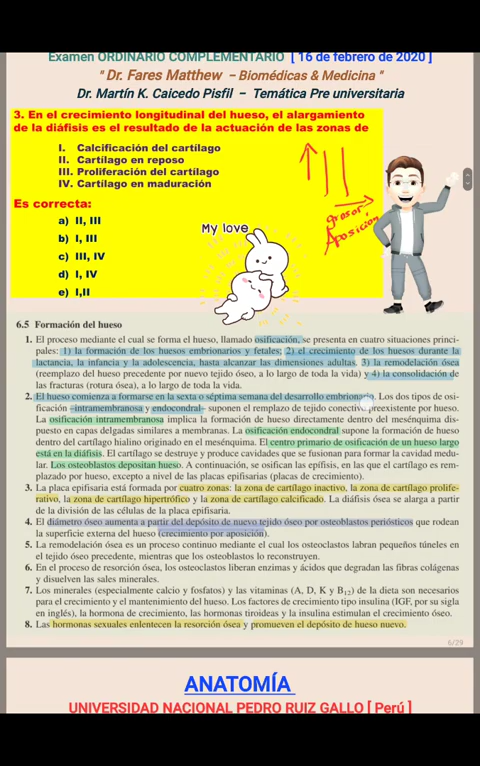 Examen ORDINARIO COMPLEMENTARIO [ 16 de febrero de 2020 ]
" Dr. Fares Matthew – Biomédicas & Medicina "
Dr. Martín K. Caicedo Pisfil – Temática Pre universitaria
3. En el crecimiento longitudinal del hueso, el alargamiento
de la diáfisis es el resultado de la actuación de las zonas de
I. Calcificación del cartílago
II. Cartílago en reposo
III. Proliferación del cartílago
IV. Cartílago en maduración
Es correcta:
a) II, III
b) I, III
c) III, IV
d) I, IV
e) I,II
grosor
Aposición
My love
6.5 Formación del hueso
1. El proceso mediante el cual se forma el hueso, llamado osificación, se presenta en cuatro situaciones princi-
pales: 1) la formación de los huesos embrionarios y fetales; 2) el crecimiento de los huesos durante la
lactancia, la infancia y la adolescencia, hasta alcanzar las dimensiones adultas. 3) la remodelación ósea
(reemplazo del hueso precedente por nuevo tejido óseo, a lo largo de toda la vida) y 4) la consolidación de
las fracturas (rotura ósea), a lo largo de toda la vida.
2. El hueso comienza a formarse en la sexta o séptima semana del desarrollo embrionario. Los dos tipos de osi-
ficación –intramembranosa y endocondral– suponen el remplazo de tejido conectivo preexistente por hueso.
La osificación intramembranosa implica la formación de hueso directamente dentro del mesénquima dis-
puesto en capas delgadas similares a membranas. La osificación endocondral supone la formación de hueso
dentro del cartílago hialino originado en el mesénquima. El centro primario de osificación de un hueso largo
está en la diáfisis. El cartílago se destruye y produce cavidades que se fusionan para formar la cavidad medu-
lar. Los osteoblastos depositan hueso. A continuación, se osifican las epífisis, en las que el cartílago es rem-
plazado por hueso, excepto a nivel de las placas epifisarias (placas de crecimiento).
3. La placa epifisaria está formada por cuatro zonas: la zona de cartílago inactivo, la zona de cartílago prolife-
rativo, la zona de cartílago hipertrófico y la zona de cartílago calcificado. La diáfisis ósea se alarga a partir
de la división de las células de la placa epifisaria.
4. El diámetro óseo aumenta a partir del depósito de nuevo tejido óseo por osteoblastos periósticos que rodean
la superficie externa del hueso (crecimiento por aposición).
5. La remodelación ósea es un proceso continuo mediante el cual los osteoclastos labran pequeños túneles en
el tejido óseo precedente, mientras que los osteoblastos lo reconstruyen.
6. En el proceso de resorción ósea, los osteoclastos liberan enzimas y ácidos que degradan las fibras colágenas
y disuelven las sales minerales.
7. Los minerales (especialmente calcio y fosfatos) y las vitaminas (A, D, K y B12) de la dieta son necesarios
para el crecimiento y el mantenimiento del hueso. Los factores de crecimiento tipo insulina (IGF, por su sigla
en inglés), la hormona de crecimiento, las hormonas tiroideas y la insulina estimulan el crecimiento óseo.
8. Las hormonas sexuales enlentecen la resorción ósea y promueven el depósito de hueso nuevo.
6/29
ANATOMÍA
UNIVERSIDAD NACIONAL PEDRO RUIZ GALLO [ Perú ]